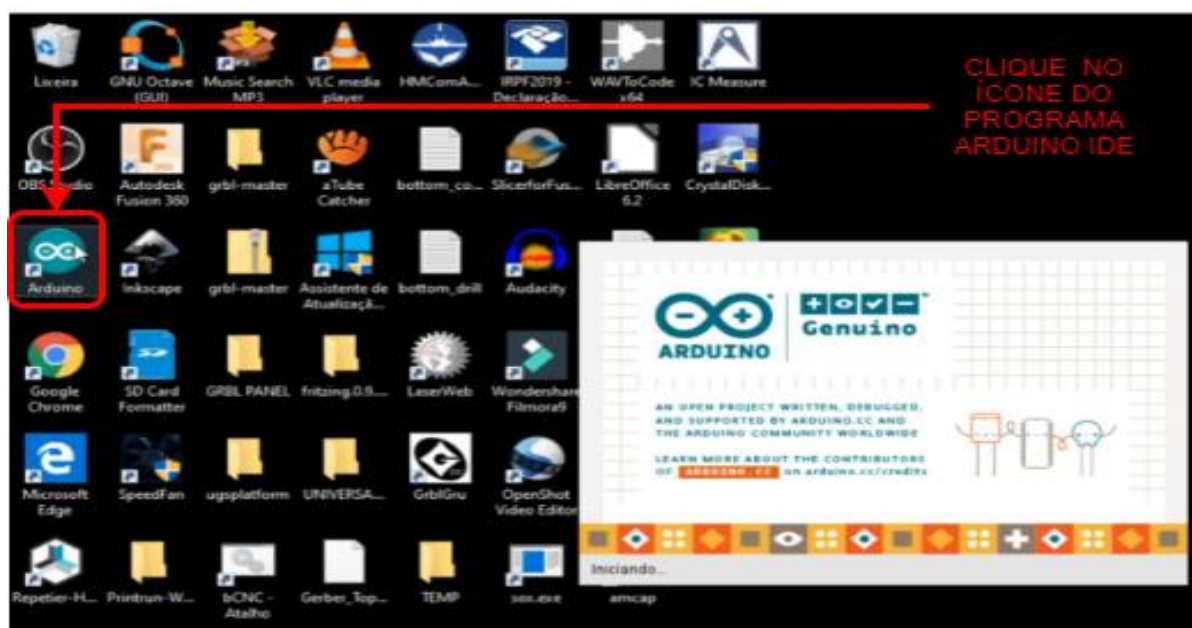 CLIQUE NO
ÍCONE DO
PROGRAMA
ARDUINO IDE
Lixeira
GNU Octave
(GUI)
Music Search
MP3
VLC media
player
HMComA...
IRPF2019 -
Declaração...
WAVToCode
x64
IC Measure
OBS Studio
Autodesk
Fusion 360
grbl-master
aTube
Catcher
bottom_co...
SlicerforFus...
LibreOffice
6.2
CrystalDisk...
Arduino
Inkscape
grbl-master
Assistente de
Atualizaçã...
bottom_drill
Audacity
Google
Chrome
SD Card
Formatter
GRBL PANEL
fritzing.0.9....
LaserWeb
Wondershare
Filmora9
Microsoft
Edge
SpeedFan
ugsplatform
UNIVERSA...
GrblGru
OpenShot
Video Editor
Repetier-H...
Printrun-W...
bCNC -
Atalho
Gerber_Top...
TEMP
sox.exe
amcap
ARDUINO
Genuino
AN OPEN PROJECT WRITTEN, DEBUGGED,
AND SUPPORTED BY ARDUINO.CC AND
THE ARDUINO COMMUNITY WORLDWIDE
LEARN MORE ABOUT THE CONTRIBUTORS
OF ARDUINO.CC on arduino.cc/credits
Iniciando...